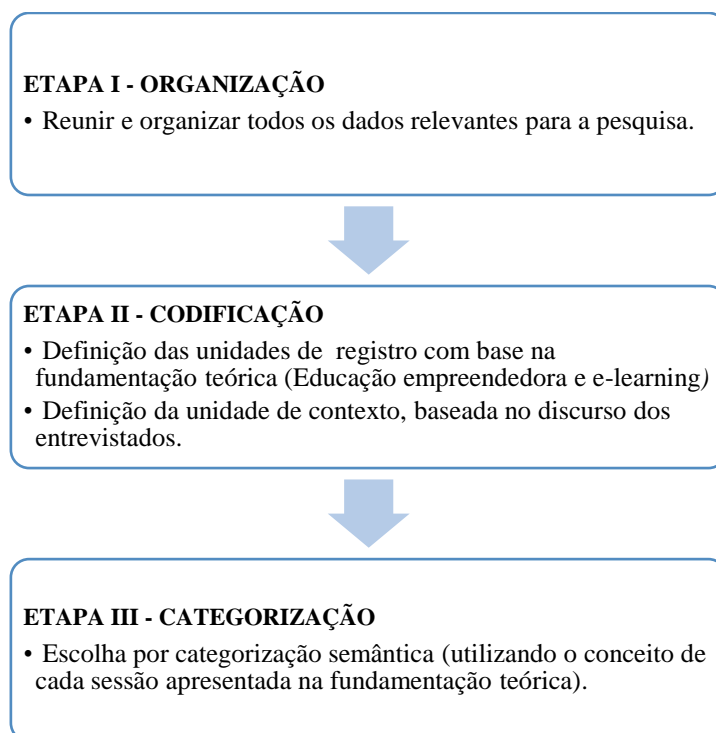 ETAPA I - ORGANIZAÇÃO
• Reunir e organizar todos os dados relevantes para a pesquisa.
ETAPA II - CODIFICAÇÃO
• Definição das unidades de registro com base na
fundamentação teórica (Educação empreendedora e e-learning)
• Definição da unidade de contexto, baseada no discurso dos
entrevistados.
ETAPA III - CATEGORIZAÇÃO
• Escolha por categorização semântica (utilizando o conceito de
cada sessão apresentada na fundamentação teórica).